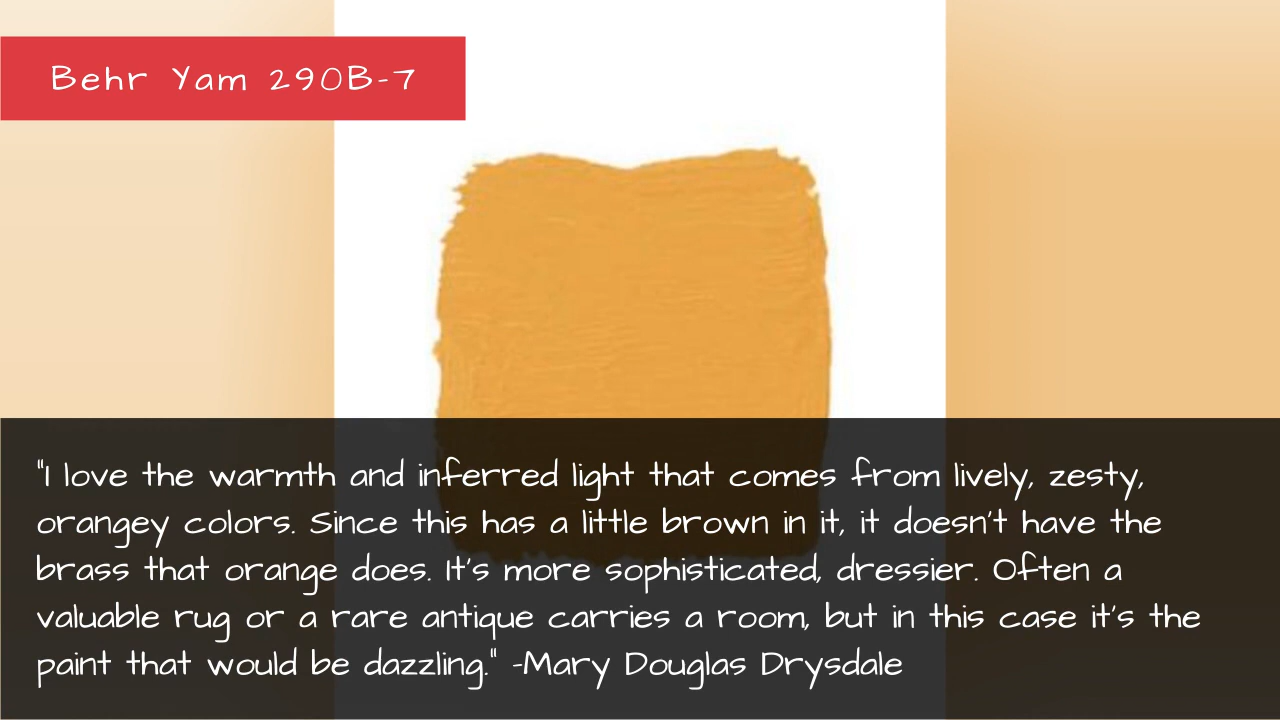 Behr Yam 290B-7
"I love the warmth and inferred light that comes from lively, zesty,
orangey colors. Since this has a little brown in it, it doesn't have the
brass that orange does. It's more sophisticated, dressier. Often a
valuable rug or a rare antique carries a room, but in this case it's the
paint that would be dazzling." -Mary Douglas Drysdale